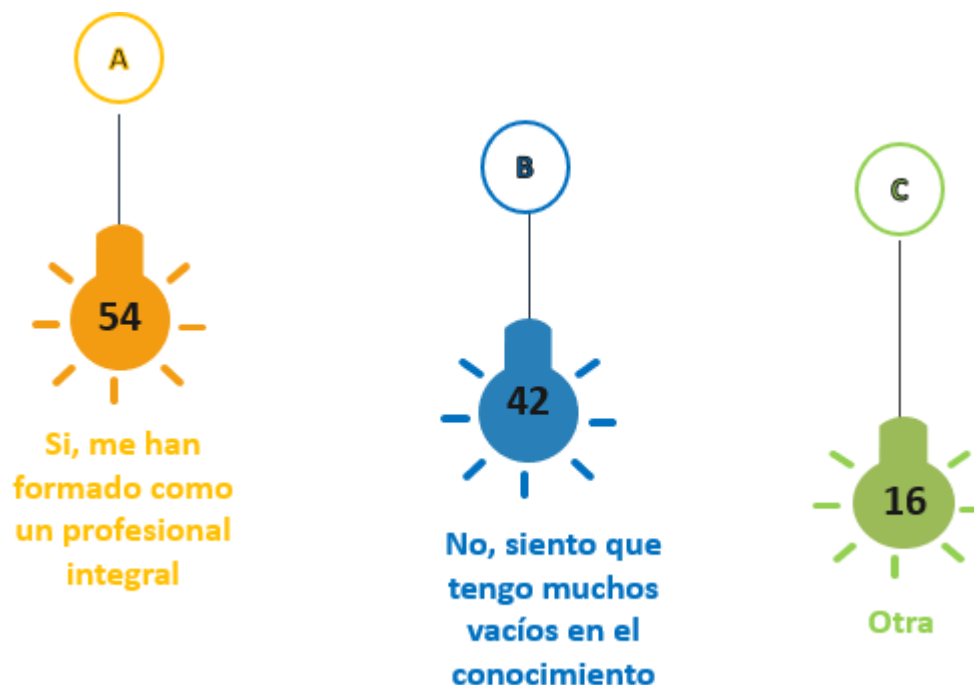 A
54
Si, me han
formado como
un profesional
integral
B
42
No, siento que
tengo muchos
vacíos en el
conocimiento
C
16
Otra